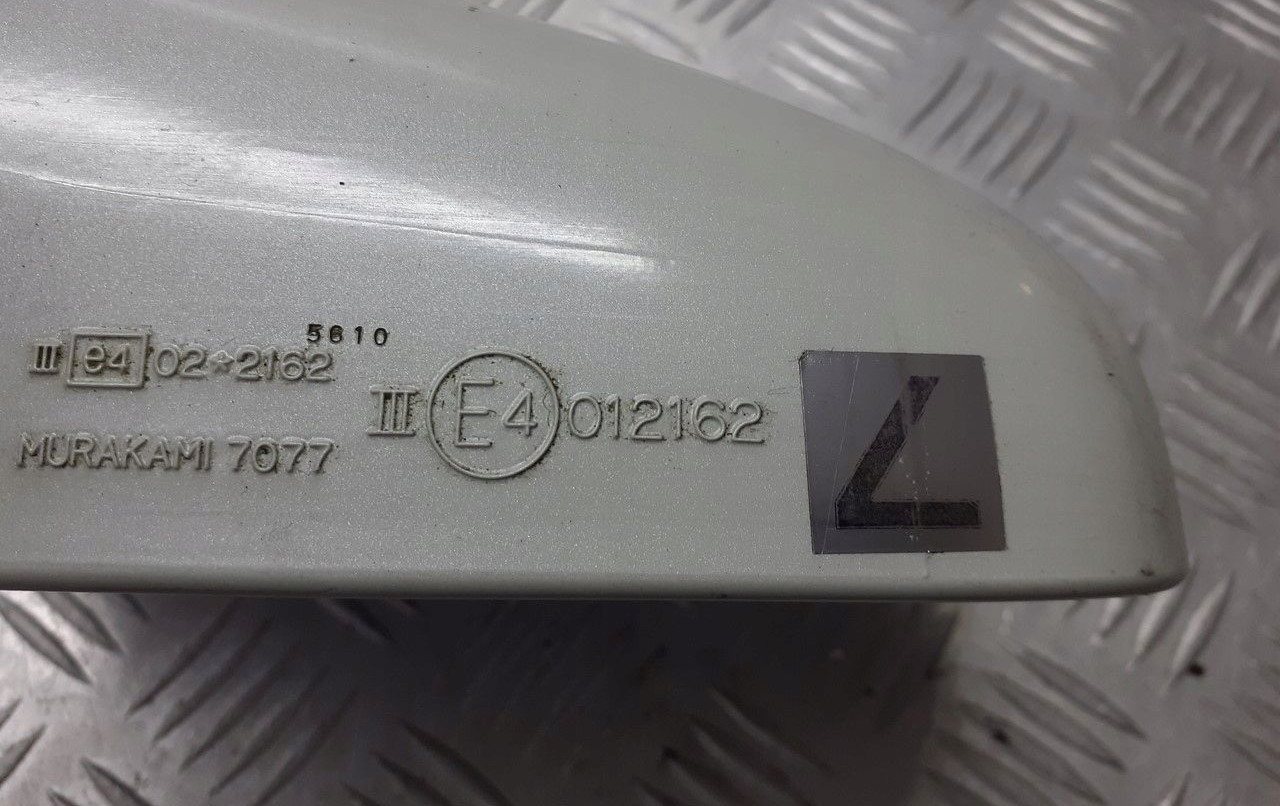 5610
III e4 02*2162
III E4 012162
MURAKAMI 7077
L